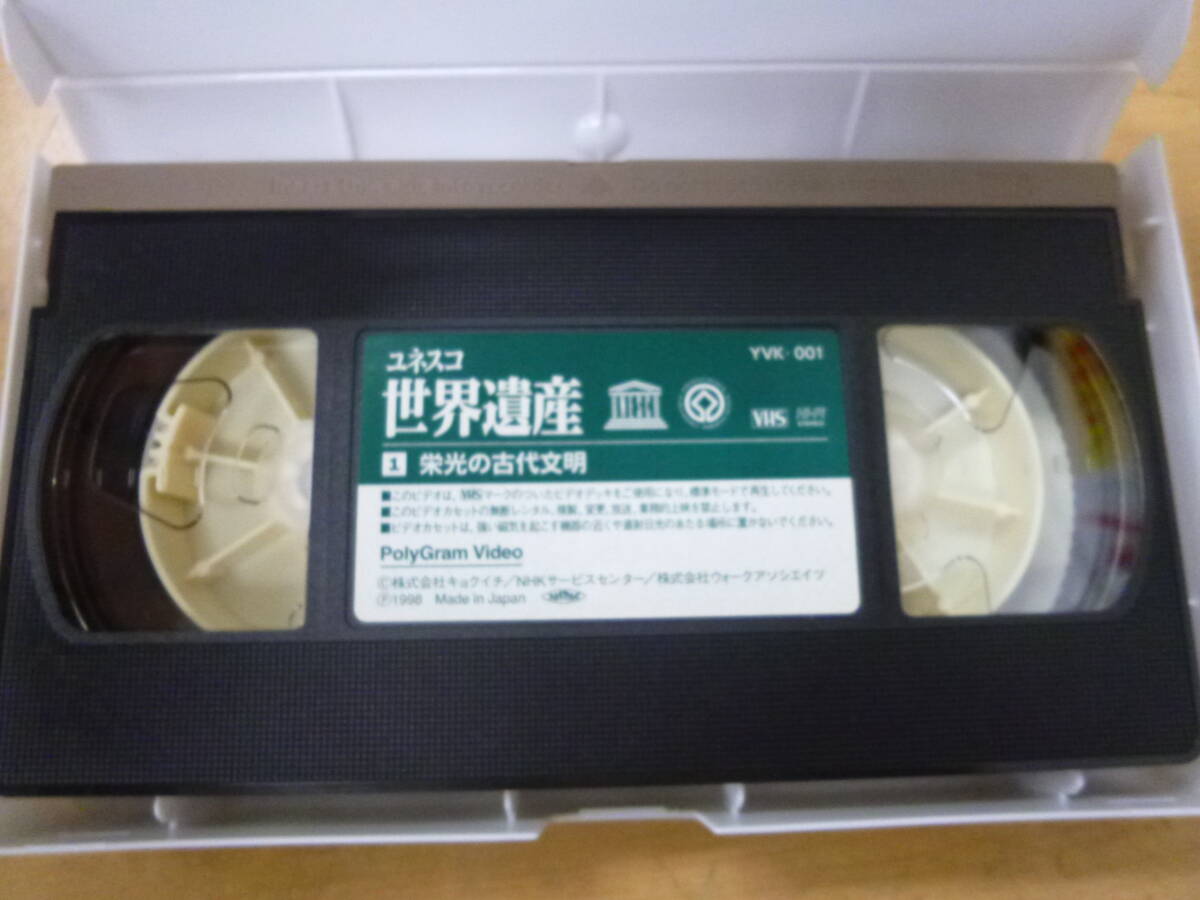 ユネスコ
世界遺産
YVK・001
VHS
1 栄光の古代文明
■このビデオは、VHSマークのついたビデオデッキをご使用になり、標準モードで再生してください。
■このビデオカセットの無断レンタル、複製、変更、放送、業務的上映を禁止します。
■ビデオカセットは、強い磁気を起こす機器の近くや直射日光のあたる場所に置かないでください。
PolyGram Video
©株式会社キョクイチ/NHKサービスセンター/株式会社ウォークアソシエイツ
℗1998 Made in Japan